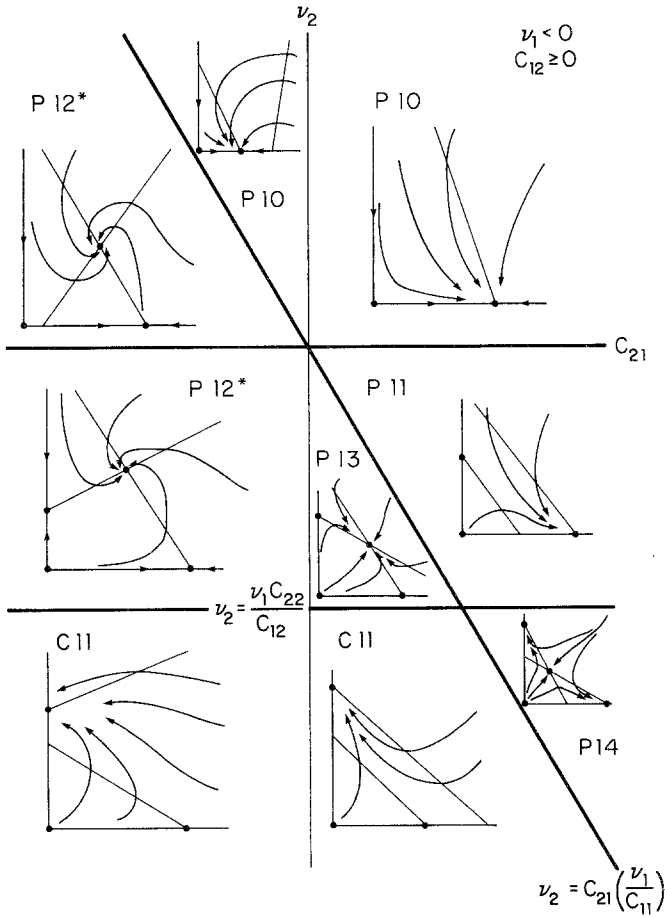 ν₂
ν₁ < 0
C₁₂ ≥ 0
P 12*
P 10
P 10
C₂₁
P 12*
P 11
P 13
ν₂ = ν₁C₂₂/C₁₂
C 11
C 11
P 14
ν₂ = C₂₁(ν₁/C₁₁)